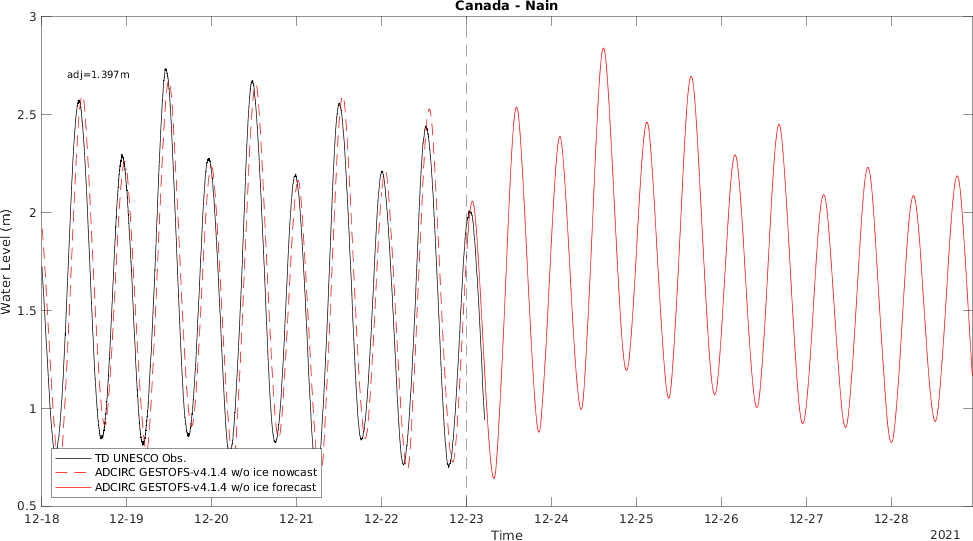 Canada - Nain
adj=1.397m
Water Level (m)
3
2.5
2
1.5
1
0.5
TD UNESCO Obs.
ADCIRC GESTOFS-v4.1.4 w/o ice nowcast
ADCIRC GESTOFS-v4.1.4 w/o ice forecast
12-18 12-19 12-20 12-21 12-22 12-23 12-24 12-25 12-26 12-27 12-28
Time
2021